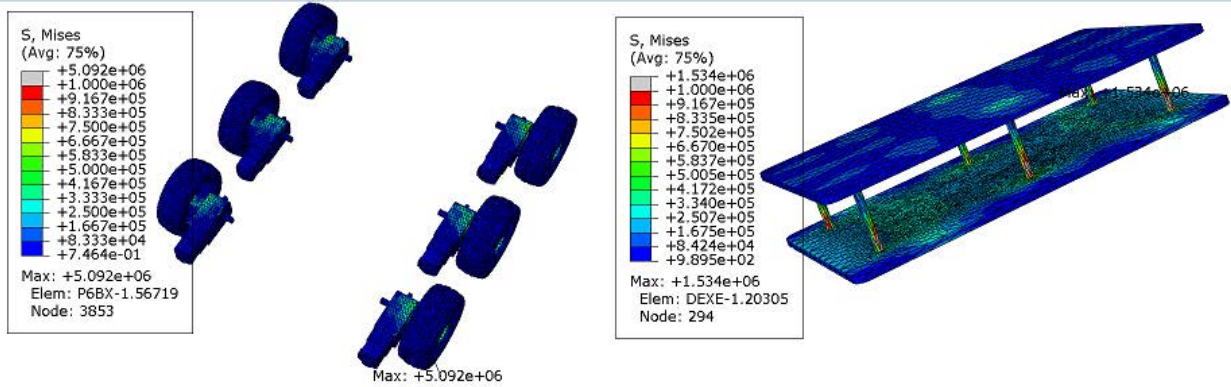 S, Mises
(Avg: 75%)
+5.092e+06
+1.000e+06
+9.167e+05
+8.333e+05
+7.500e+05
+6.667e+05
+5.833e+05
+5.000e+05
+4.167e+05
+3.333e+05
+2.500e+05
+1.667e+05
+8.333e+04
+7.464e-01
Max: +5.092e+06
Elem: P6BX-1.56719
Node: 3853
Max: +5.092e+06
S, Mises
(Avg: 75%)
+1.534e+06
+1.000e+06
+9.167e+05
+8.335e+05
+7.502e+05
+6.670e+05
+5.837e+05
+5.005e+05
+4.172e+05
+3.340e+05
+2.507e+05
+1.675e+05
+8.424e+04
+9.895e+02
Max: +1.534e+06
Elem: DEXE-1.20305
Node: 294
Max: +1.534e+06